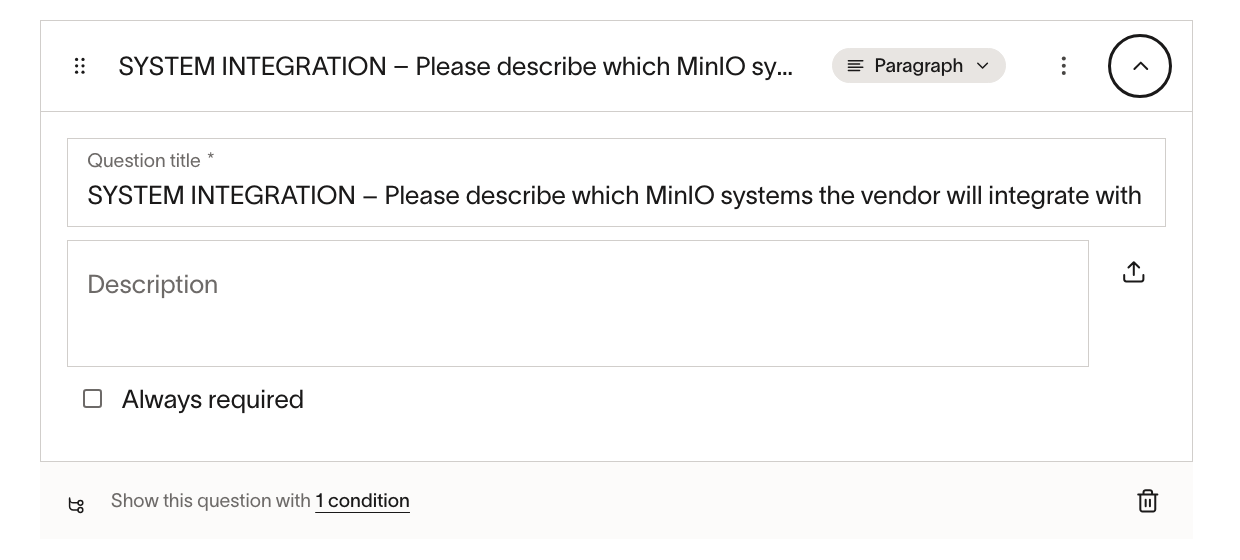 SYSTEM INTEGRATION – Please describe which MinIO sy...
Paragraph
Question title *
SYSTEM INTEGRATION – Please describe which MinIO systems the vendor will integrate with
Description
Always required
Show this question with 1 condition